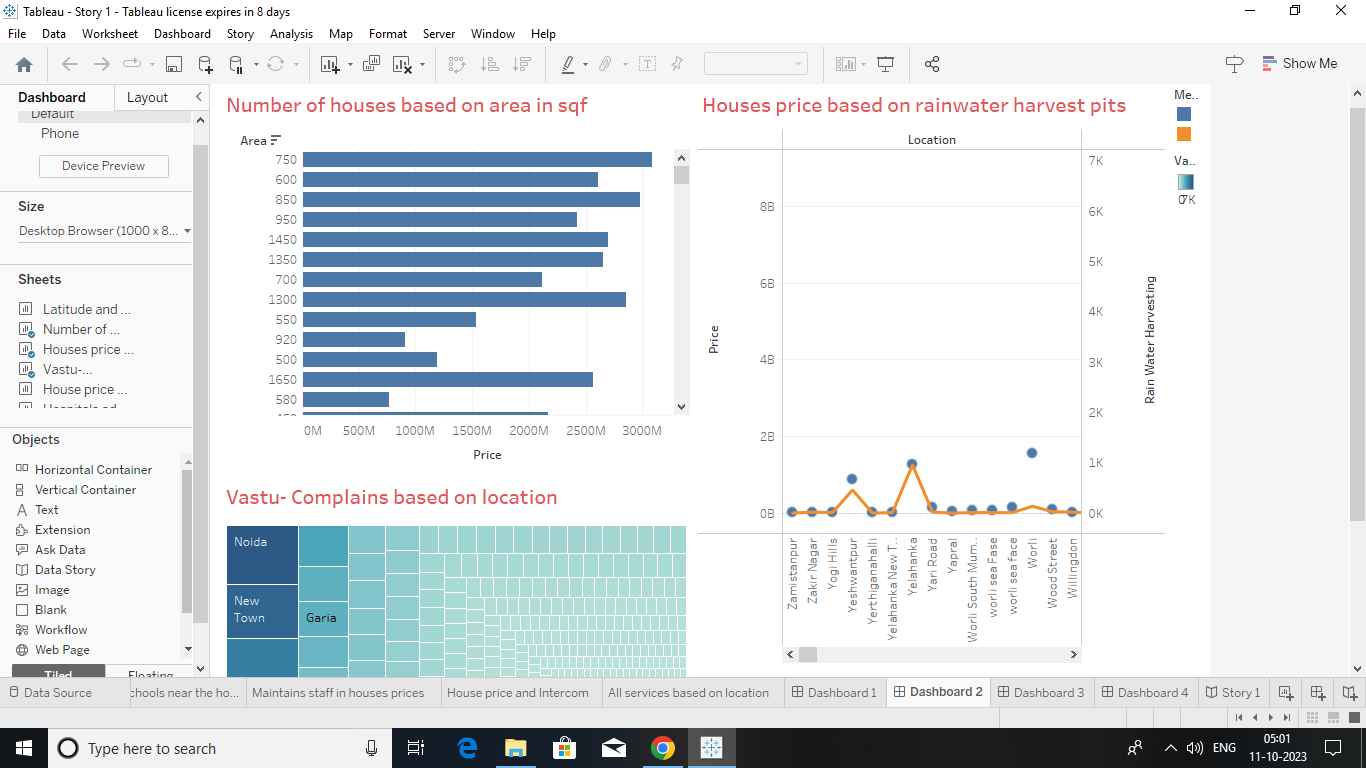 Tableau - Story 1 - Tableau license expires in 8 days
File Data Worksheet Dashboard Story Analysis Map Format Server Window Help
Show Me
Dashboard Layout
Default
Phone
Device Preview
Size
Desktop Browser (1000 x 8...
Sheets
Latitude and ...
Number of ...
Houses price ...
Vastu-...
House price ...
Objects
Horizontal Container
Vertical Container
Text
Extension
Ask Data
Data Story
Image
Blank
Workflow
Web Page
Tiled Floating
Number of houses based on area in sqf
Area
750
600
850
950
1450
1350
700
1300
550
920
500
1650
580
0M 500M 1000M 1500M 2000M 2500M 3000M
Price
Vastu- Complains based on location
Noida
New
Town
Garia
Houses price based on rainwater harvest pits
Location
8B
6B
4B
2B
0B
Price
7K
6K
5K
4K
3K
2K
1K
0K
Rain Water Harvesting
Zamistanpur
Zakir Nagar
Yogi Hills
Yeshwantpur
Yerthiganahalli
Yelahanka New T..
Yelahanka
Yari Road
Yapral
Worli South Mum..
worli sea Fase
worli sea face
Worli
Wood Street
Willingdon
Me..
Va..
Data Source
chools near the ho...
Maintains staff in houses prices
House price and Intercom
All services based on location
Dashboard 1
Dashboard 2
Dashboard 3
Dashboard 4
Story 1
Type here to search
ENG
05:01
11-10-2023